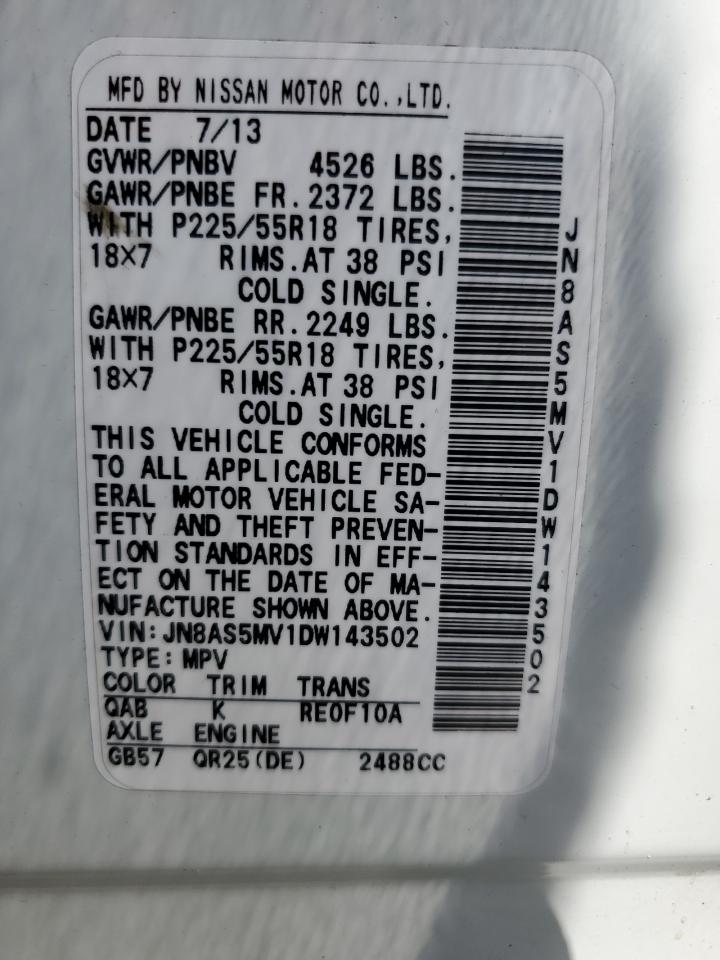 MFD BY NISSAN MOTOR CO.,LTD.
DATE 7/13
GVWR/PNBV 4526 LBS.
GAWR/PNBE FR. 2372 LBS.
WITH P225/55R18 TIRES,
18×7 RIMS.AT 38 PSI
COLD SINGLE.
GAWR/PNBE RR. 2249 LBS.
WITH P225/55R18 TIRES,
18×7 RIMS.AT 38 PSI
COLD SINGLE.
THIS VEHICLE CONFORMS
TO ALL APPLICABLE FED-
ERAL MOTOR VEHICLE SA-
FETY AND THEFT PREVEN-
TION STANDARDS IN EFF-
ECT ON THE DATE OF MA-
NUFACTURE SHOWN ABOVE.
VIN:JN8AS5MV1DW143502
TYPE:MPV
COLOR TRIM TRANS
QAB K RE0F10A
AXLE ENGINE
GB57 QR25(DE) 2488CC
JN8AS5MV1DW143502